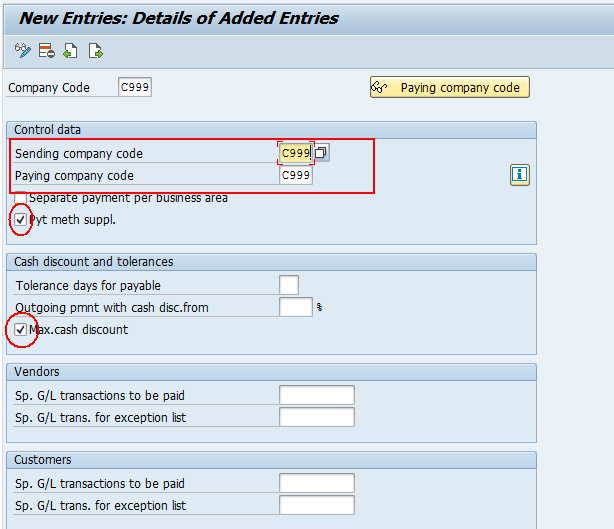 New Entries: Details of Added Entries
Company Code C999 Paying company code
Control data
Sending company code C999
Paying company code C999
Separate payment per business area
Pyt meth suppl.
Cash discount and tolerances
Tolerance days for payable
Outgoing pmnt with cash disc.from %
Max.cash discount
Vendors
Sp. G/L transactions to be paid
Sp. G/L trans. for exception list
Customers
Sp. G/L transactions to be paid
Sp. G/L trans. for exception list